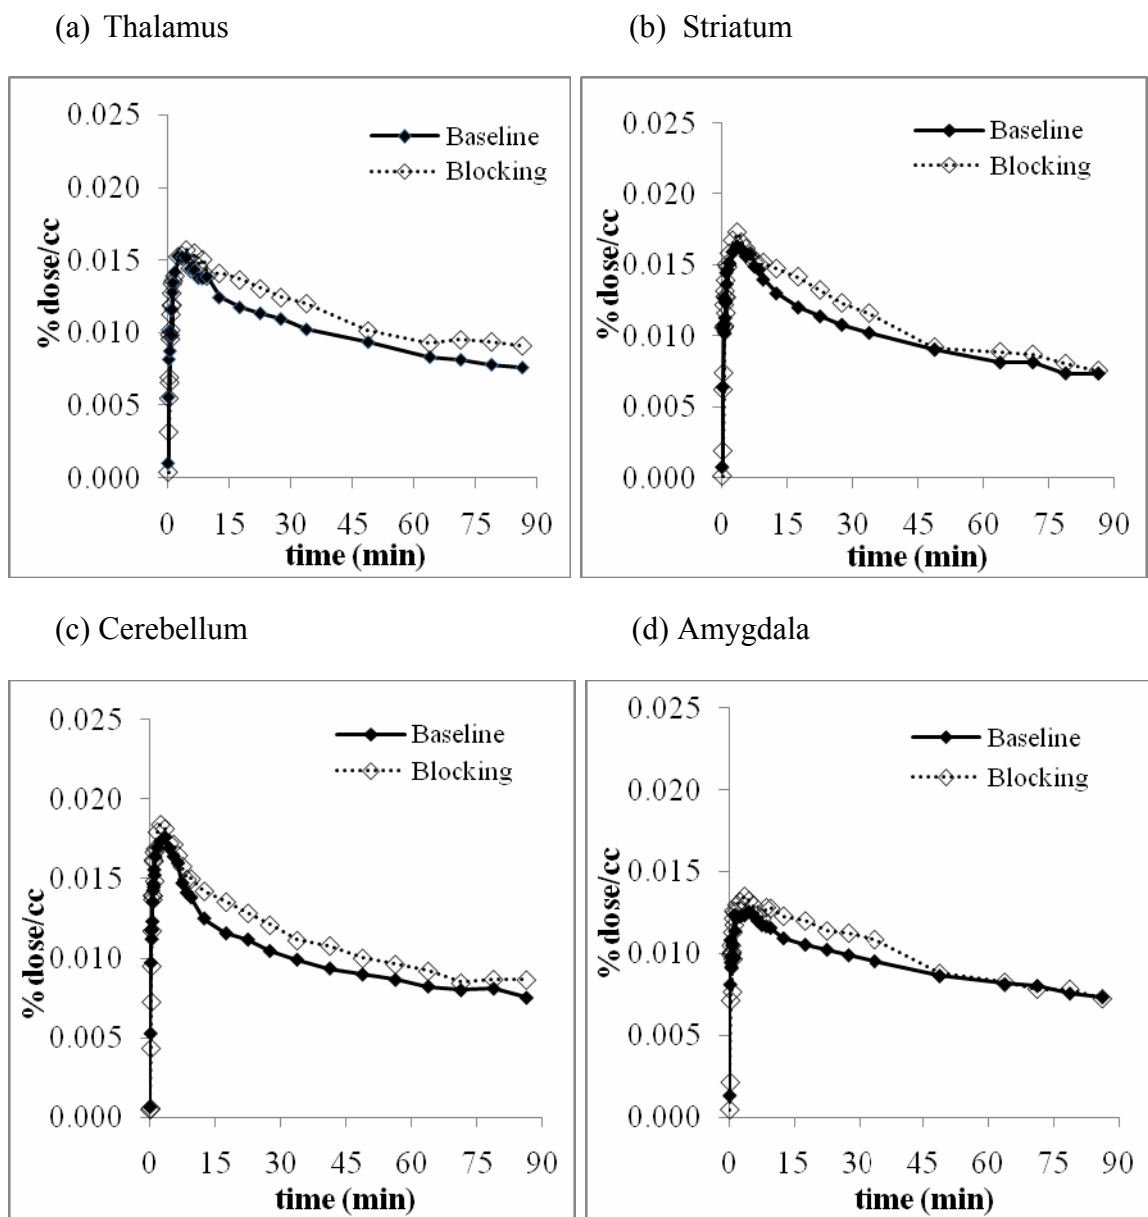 (a) Thalamus
(b) Striatum
0.025
0.020
0.015
0.010
0.005
0.000
% dose/cc
Baseline
Blocking
0 15 30 45 60 75 90
time (min)
0.025
0.020
0.015
0.010
0.005
0.000
% dose/cc
Baseline
Blocking
0 15 30 45 60 75 90
time (min)
(c) Cerebellum
(d) Amygdala
0.025
0.020
0.015
0.010
0.005
0.000
% dose/cc
Baseline
Blocking
0 15 30 45 60 75 90
time (min)
0.025
0.020
0.015
0.010
0.005
0.000
% dose/cc
Baseline
Blocking
0 15 30 45 60 75 90
time (min)